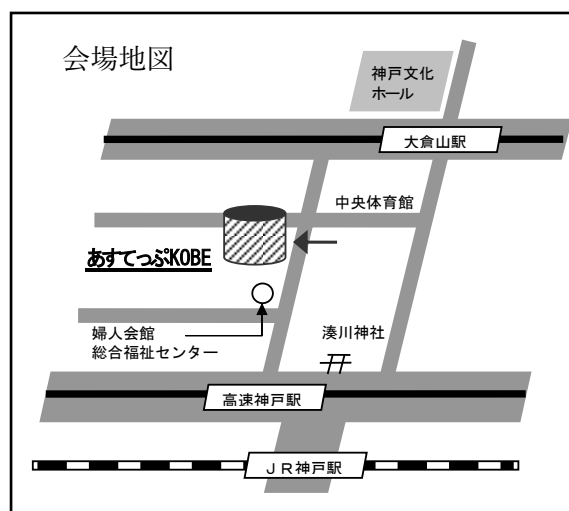 会場地図
神戸文化
ホール
大倉山駅
中央体育館
あすてっぷKOBE
婦人会館
総合福祉センター
湊川神社
高速神戸駅
ＪＲ神戸駅